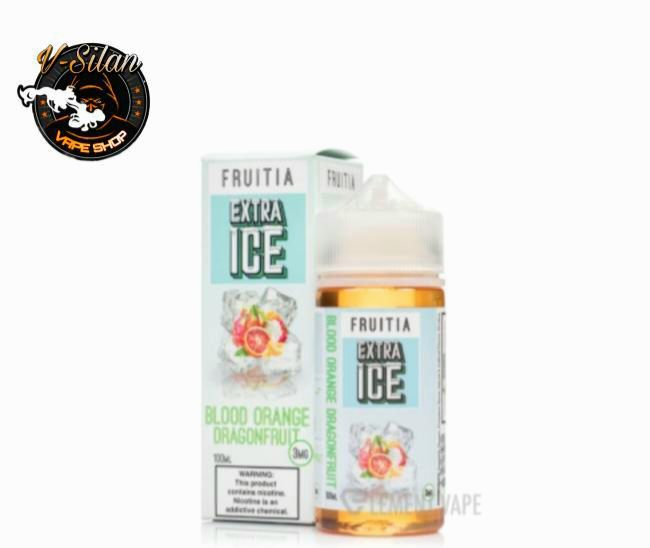 V-Silan
VAPE SHOP
FRUITIA
EXTRA
ICE
BLOOD ORANGE
DRAGONFRUIT
3MG
100mL
WARNING:
This product
contains nicotine.
Nicotine is an
addictive chemical.
FRUITIA
FRUITIA
EXTRA
ICE
BLOOD ORANGE DRAGONFRUIT
ELEMENT VAPE